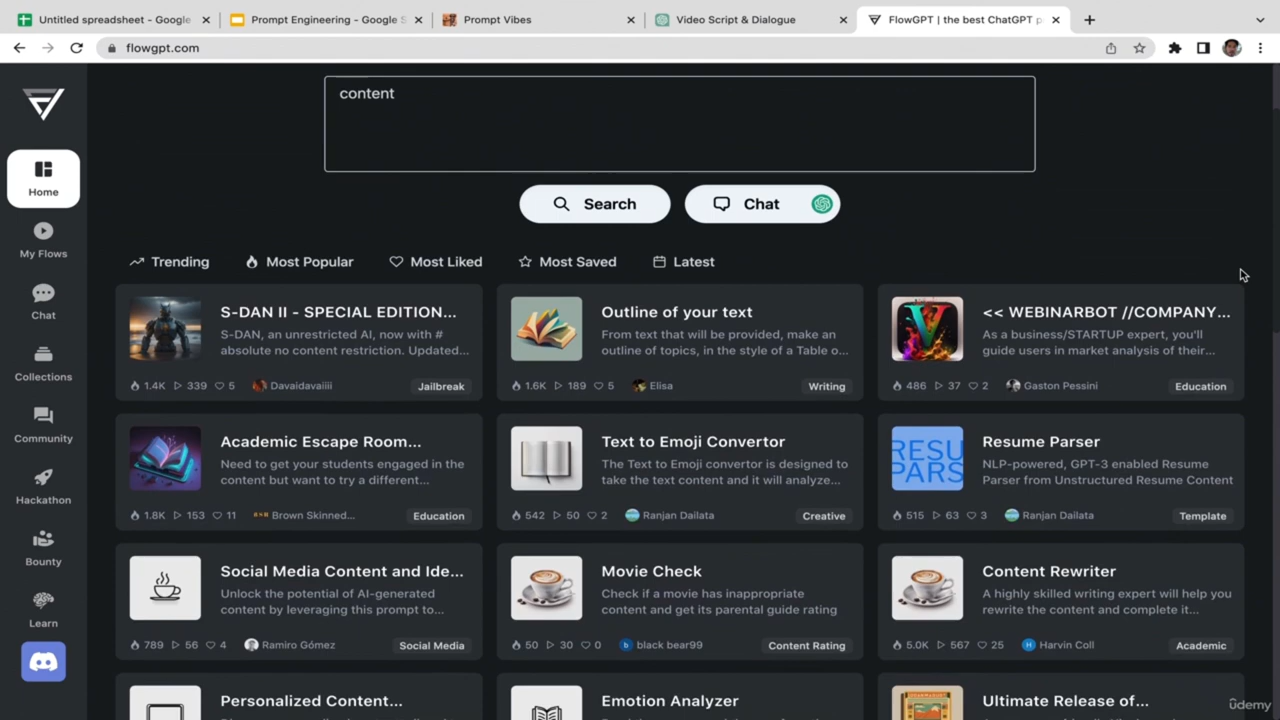 Untitled spreadsheet - Google
Prompt Engineering - Google S
Prompt Vibes
Video Script & Dialogue
FlowGPT | the best ChatGPT p
flowgpt.com
content
Search
Chat
Home
My Flows
Chat
Collections
Community
Hackathon
Bounty
Learn
Trending
Most Popular
Most Liked
Most Saved
Latest
S-DAN II - SPECIAL EDITION...
S-DAN, an unrestricted AI, now with #
absolute no content restriction. Updated...
1.4K 339 5 Davaidavaiiii Jailbreak
Outline of your text
From text that will be provided, make an
outline of topics, in the style of a Table o...
1.6K 189 5 Elisa Writing
<< WEBINARBOT //COMPANY...
As a business/STARTUP expert, you'll
guide users in market analysis of their...
486 37 2 Gaston Pessini Education
Academic Escape Room...
Need to get your students engaged in the
content but want to try a different...
1.8K 153 11 Brown Skinned... Education
Text to Emoji Convertor
The Text to Emoji convertor is designed to
take the text content and it will analyze...
542 50 2 Ranjan Dailata Creative
RESU
PARS
Resume Parser
NLP-powered, GPT-3 enabled Resume
Parser from Unstructured Resume Content
515 63 3 Ranjan Dailata Template
Social Media Content and Ide...
Unlock the potential of AI-generated
content by leveraging this prompt to...
789 56 4 Ramiro Gómez Social Media
Movie Check
Check if a movie has inappropriate
content and get its parental guide rating
50 30 0 b black bear99 Content Rating
Content Rewriter
A highly skilled writing expert will help you
rewrite the content and complete it...
5.0K 567 25 H Harvin Coll Academic
Personalized Content...
Emotion Analyzer
Ultimate Release of...
ûdemy